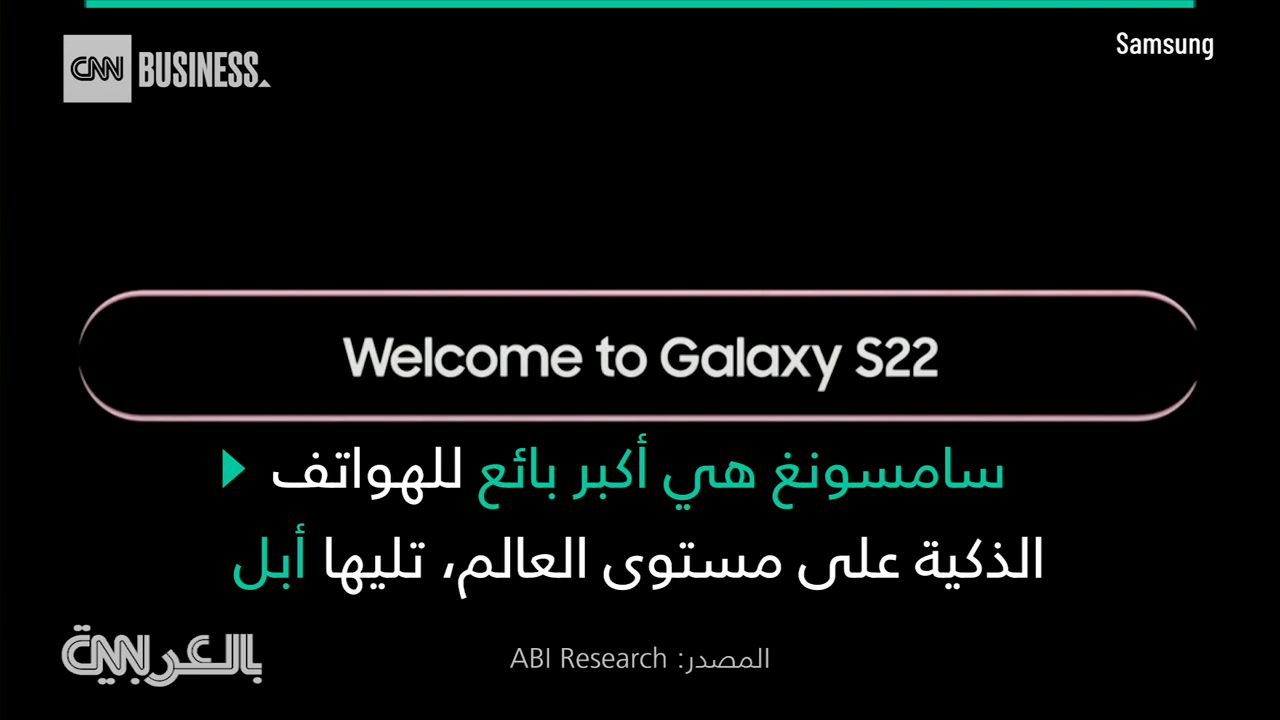 CNN BUSINESS
Samsung
Welcome to Galaxy S22
سامسونغ هي أكبر بائع للهواتف
الذكية على مستوى العالم، تليها أبل
CNN بالعربية
المصدر: ABI Research